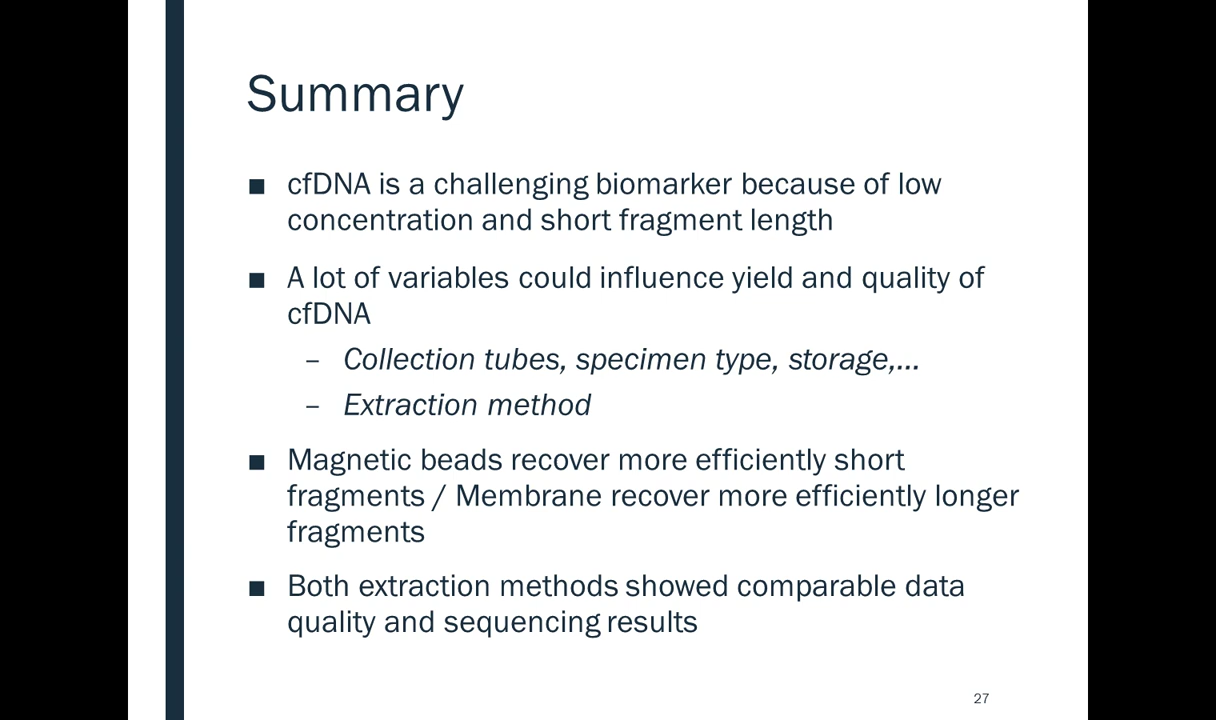 Summary
■ cfDNA is a challenging biomarker because of low
concentration and short fragment length
■ A lot of variables could influence yield and quality of
cfDNA
– Collection tubes, specimen type, storage,...
– Extraction method
■ Magnetic beads recover more efficiently short
fragments / Membrane recover more efficiently longer
fragments
■ Both extraction methods showed comparable data
quality and sequencing results
27